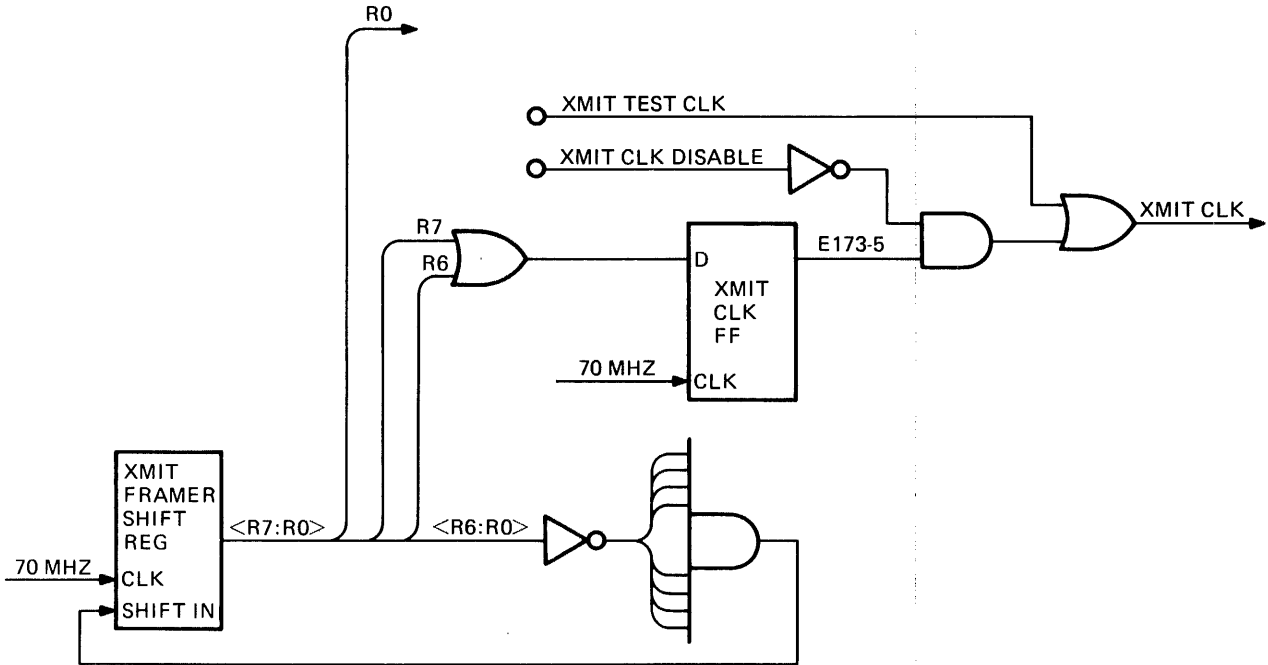 R0
XMIT TEST CLK
XMIT CLK DISABLE
XMIT CLK
R7
R6
E173-5
D
XMIT
CLK
FF
70 MHZ
CLK
XMIT
FRAMER
SHIFT
REG
<R7:R0>
<R6:R0>
70 MHZ
CLK
SHIFT IN